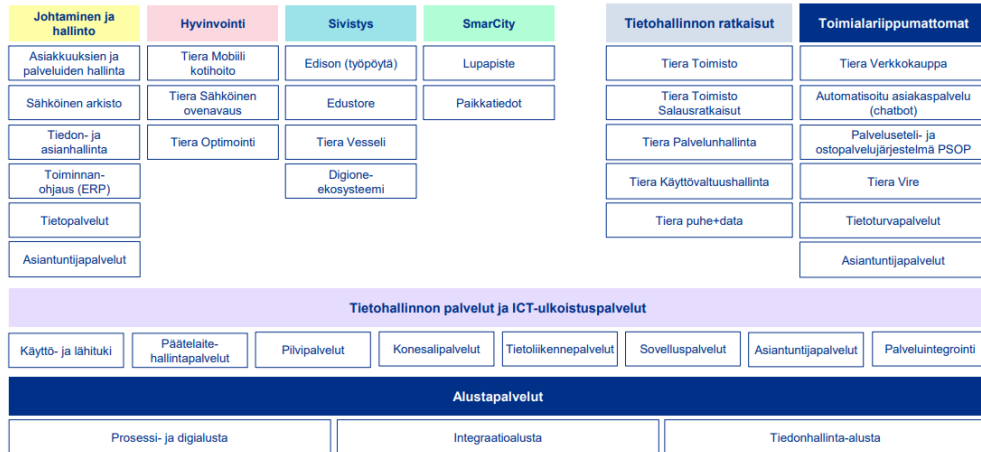 Johtaminen ja
hallinto
Asiakkuuksien ja
palveluiden hallinta
Sähköinen arkisto
Tiedon- ja
asianhallinta
Toiminnan-
ohjaus (ERP)
Tietopalvelut
Asiantuntijapalvelut
Hyvinvointi
Tiera Mobiili
kotihoito
Tiera Sähköinen
ovenavaus
Tiera Optimointi
Sivistys
Edison (työpöytä)
Edustore
Tiera Vesseli
Digione-
ekosysteemi
SmarCity
Lupapiste
Paikkatiedot
Tietohallinnon ratkaisut
Tiera Toimisto
Tiera Toimisto
Salausratkaisut
Tiera Palvelunhallinta
Tiera Käyttövaltuushallinta
Tiera puhe+data
Toimialariippumattomat
Tiera Verkkokauppa
Automatisoitu asiakaspalvelu
(chatbot)
Palveluseteli- ja
ostopalvelujärjestelmä PSOP
Tiera Vire
Tietoturvapalvelut
Asiantuntijapalvelut
Tietohallinnon palvelut ja ICT-ulkoistuspalvelut
Käyttö- ja lähituki
Päätelaite-
hallintapalvelut
Pilvipalvelut
Konesalipalvelut
Tietoliikennepalvelut
Sovelluspalvelut
Asiantuntijapalvelut
Palveluintegrointi
Alustapalvelut
Prosessi- ja digialusta
Integraatioalusta
Tiedonhallinta-alusta